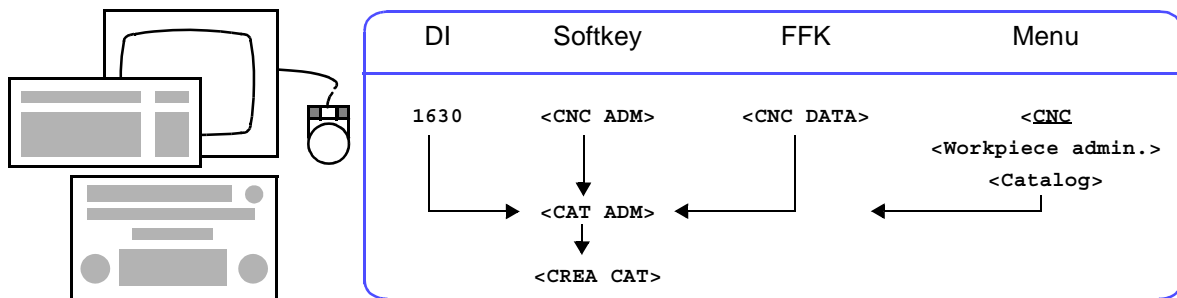 DI Softkey FFK Menu
1630 <CNC ADM> <CNC DATA> <CNC
<Workpiece admin.>
<Catalog>
<CAT ADM>
<CREA CAT>